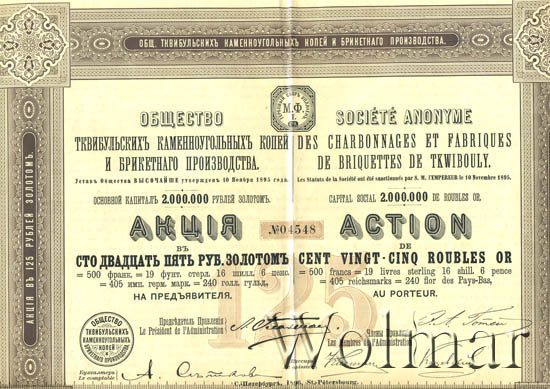 ОБЩ. ТКВИБУЛЬСКИХЪ КАМЕННОУГОЛЬНЫХЪ КОПЕЙ И БРИКЕТНАГО ПРОИЗВОДСТВА.
АКЦІЯ ВЪ 125 РУБЛЕЙ ЗОЛОТОМЪ.
М.Ф.
ОБЩЕСТВО
ТКВИБУЛЬСКИХЪ КАМЕННОУГОЛЬНЫХЪ КОПЕЙ
И БРИКЕТНАГО ПРОИЗВОДСТВА.
Уставъ Общества ВЫСОЧАЙШЕ утвержденъ 10 Ноября 1895 года.
ОСНОВНОЙ КАПИТАЛЪ 2.000.000 РУБЛЕЙ ЗОЛОТОМЪ.
АКЦІЯ
ВЪ
СТО ДВАДЦАТЬ ПЯТЬ РУБ. ЗОЛОТОМЪ
= 500 франк. = 19 фунт. стерл. 16 шилл. 6 пенс.
= 405 имп. герм. марк. = 240 голл. гульд.
НА ПРЕДЪЯВИТЕЛЯ.
SOCIÉTÉ ANONYME
DES CHARBONNAGES ET FABRIQUES
DE BRIQUETTES DE TKWIBOULY.
Les Statuts de la Société ont été sanctionnés par S. M. l'EMPEREUR le 10 Novembre 1895.
CAPITAL SOCIAL 2.000.000 DE ROUBLES OR.
ACTION
DE
CENT VINGT-CINQ ROUBLES OR
= 500 francs = 19 livres sterling 16 shill. 6 pence
= 405 reichsmarks = 240 flor. des Pays-Bas,
AU PORTEUR.
№ 04548
125
Предсѣдатель Правленія
Le Président de l'Administration
Члены Правленія
Les Membres de l'Administration
ОБЩЕСТВО
ТКВИБУЛЬСКИХЪ
КАМЕННОУГОЛЬНЫХЪ
КОПЕЙ
И
БРИКЕТНАГО ПРОИЗВОДСТВА
Бухгалтеръ
Le comptable
С.-Петербургъ, 1896, St-Pétersbourg.
Wolmar